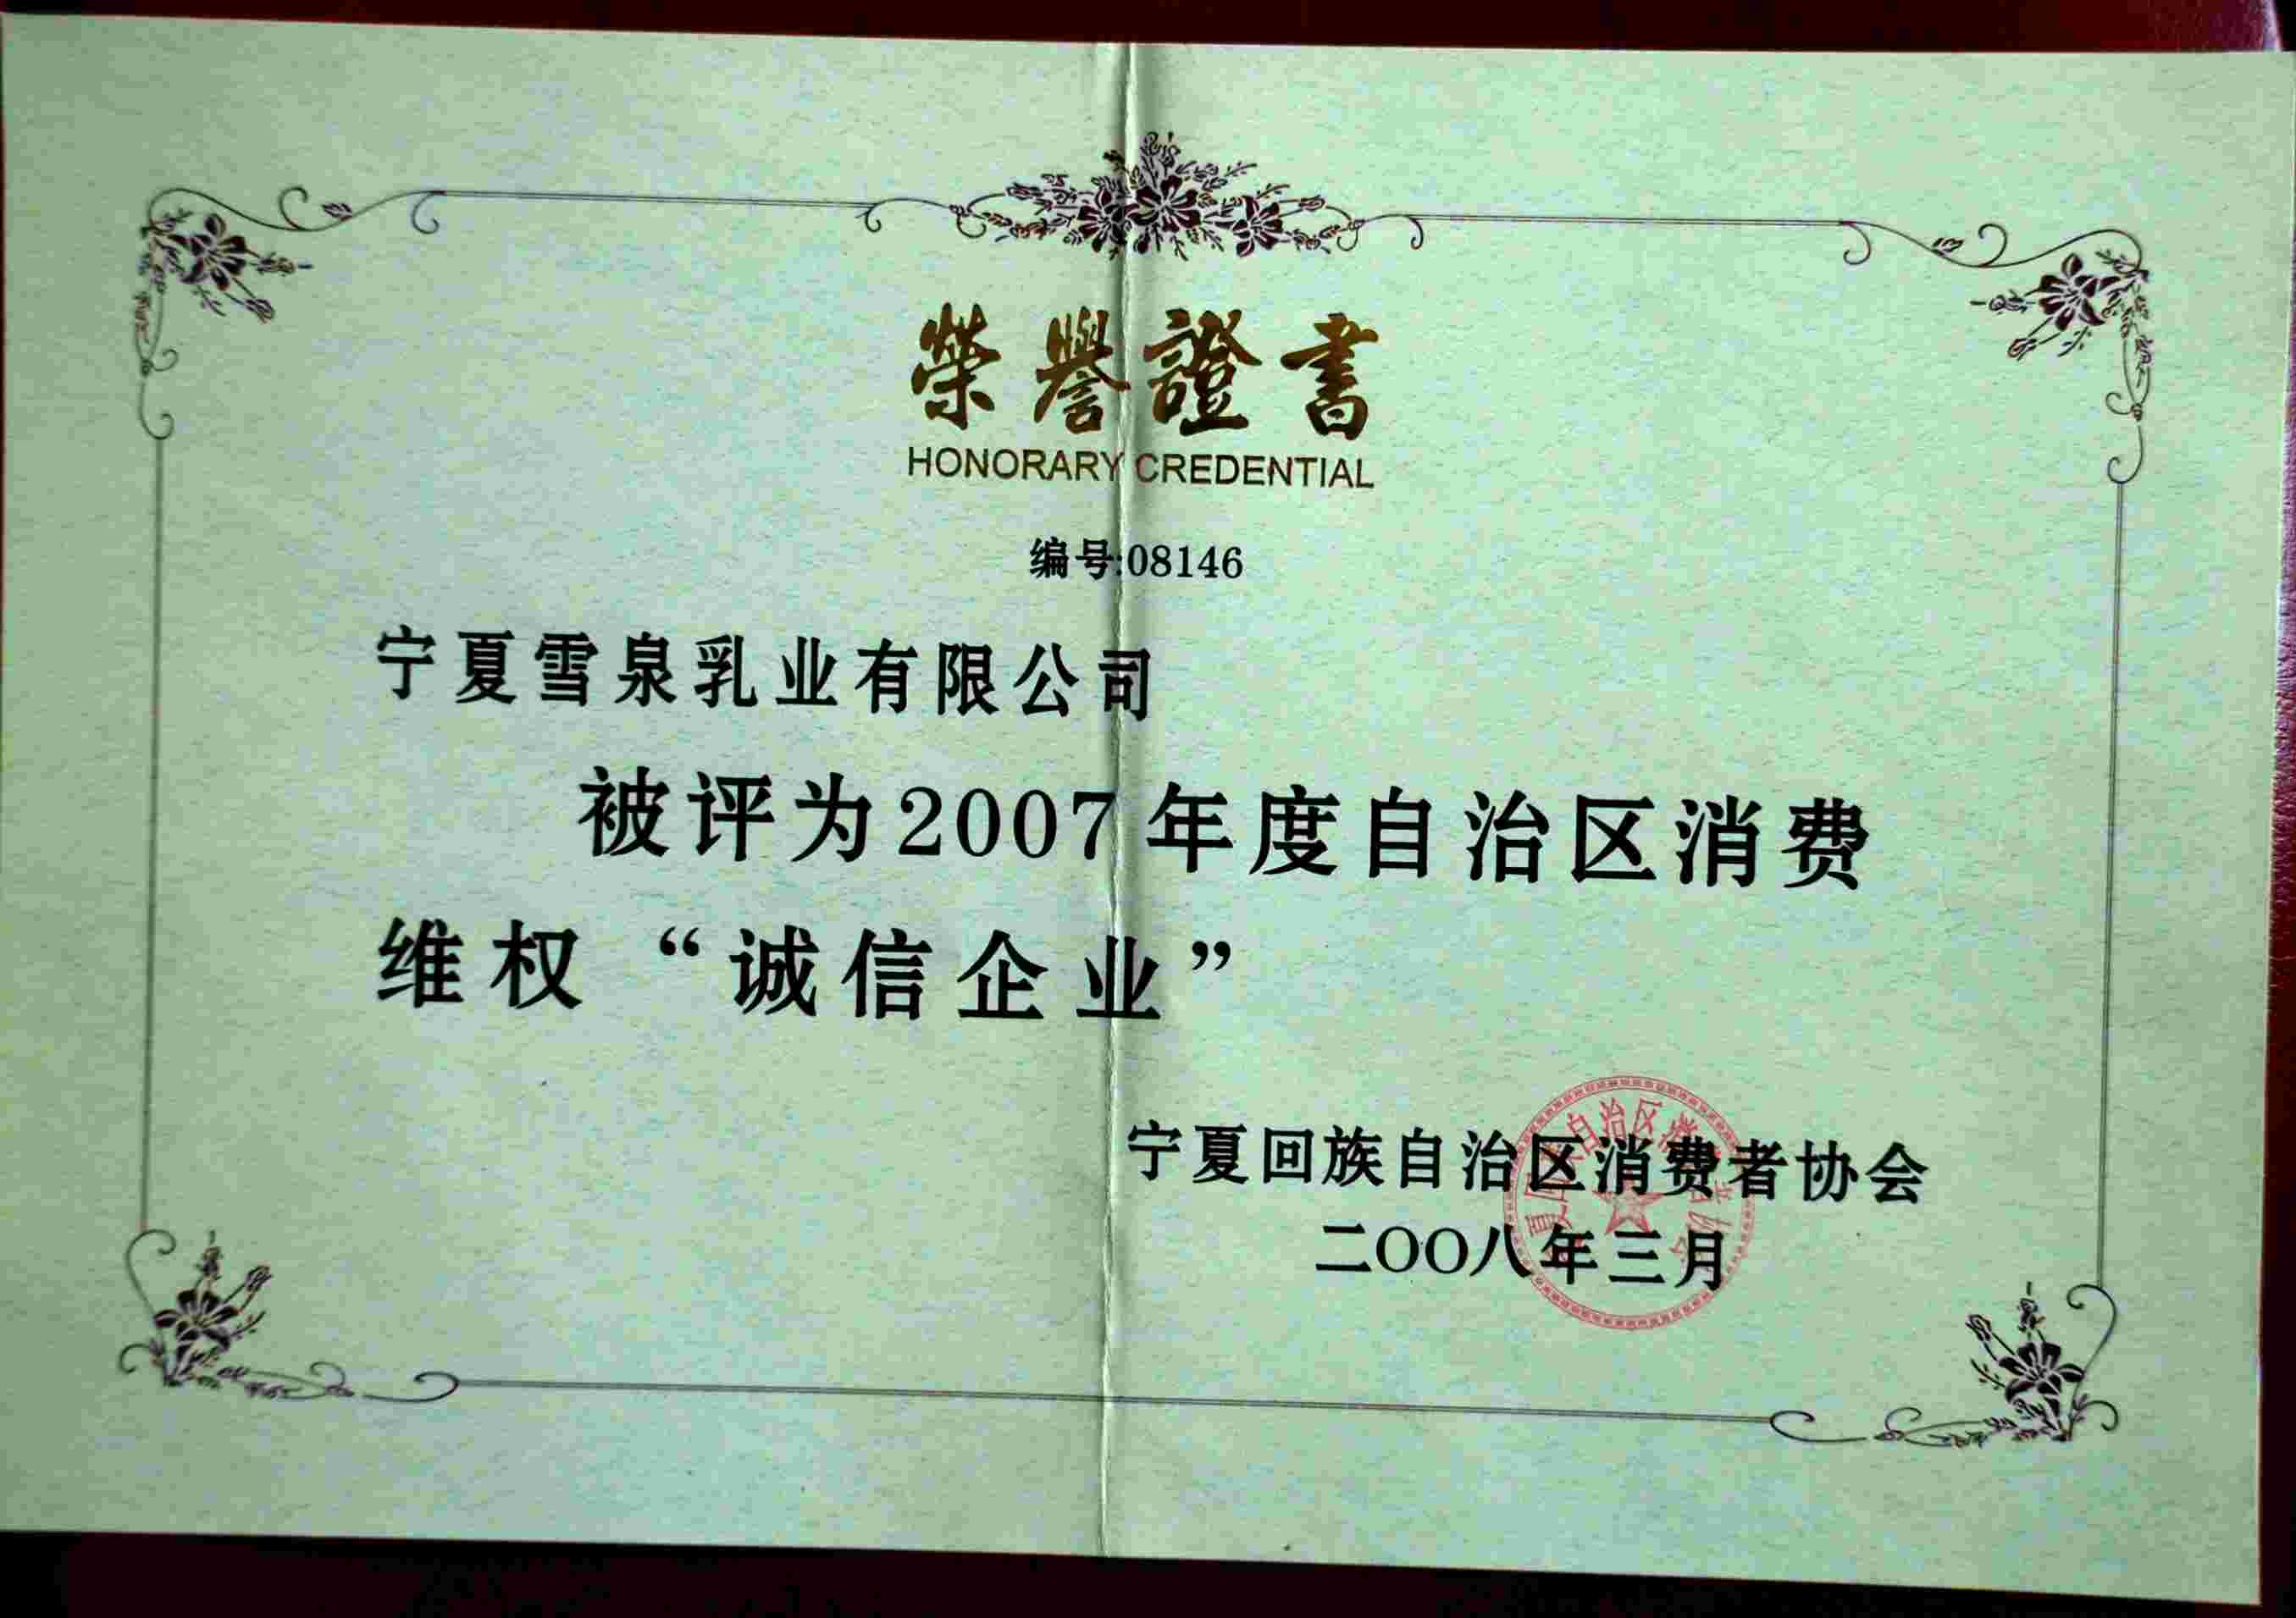 榮譽證書
HONORARY CREDENTIAL
编号:08146
宁夏雪泉乳业有限公司
被评为2007年度自治区消费
维权“诚信企业”
宁夏回族自治区消费者协会
二〇〇八年三月